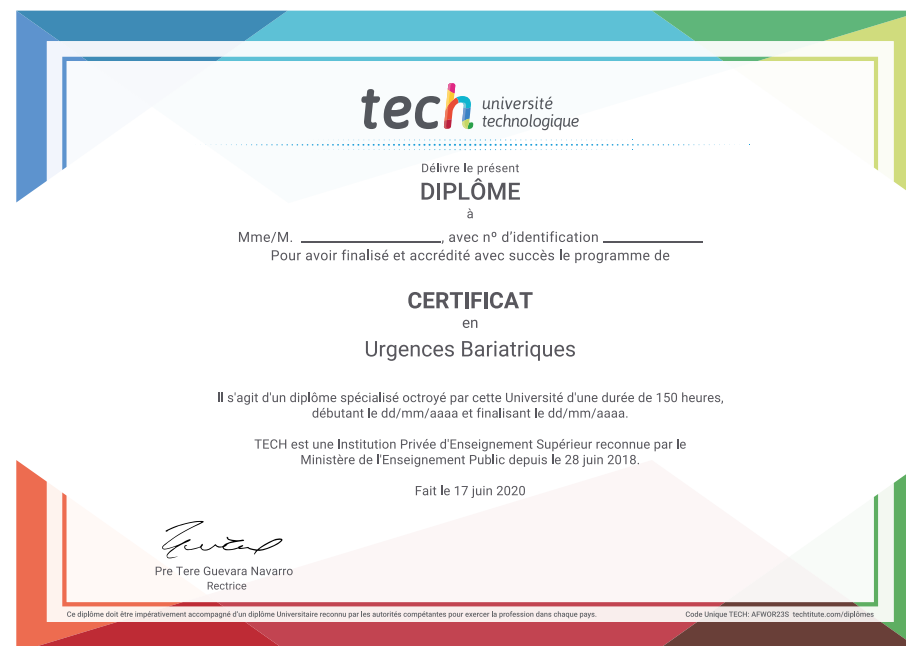 tech université
technologique
Délivre le présent
DIPLÔME
à
Mme/M. ____________________, avec nº d'identification ______________
Pour avoir finalisé et accrédité avec succès le programme de
CERTIFICAT
en
Urgences Bariatriques
Il s'agit d'un diplôme spécialisé octroyé par cette Université d'une durée de 150 heures,
débutant le dd/mm/aaaa et finalisant le dd/mm/aaaa.
TECH est une Institution Privée d'Enseignement Supérieur reconnue par le
Ministère de l'Enseignement Public depuis le 28 juin 2018.
Fait le 17 juin 2020
Pre Tere Guevara Navarro
Rectrice
Ce diplôme doit être impérativement accompagné d'un diplôme Universitaire reconnu par les autorités compétantes pour exercer la profession dans chaque pays.
Code Unique TECH: AFWOR23S techtitute.com/diplômes